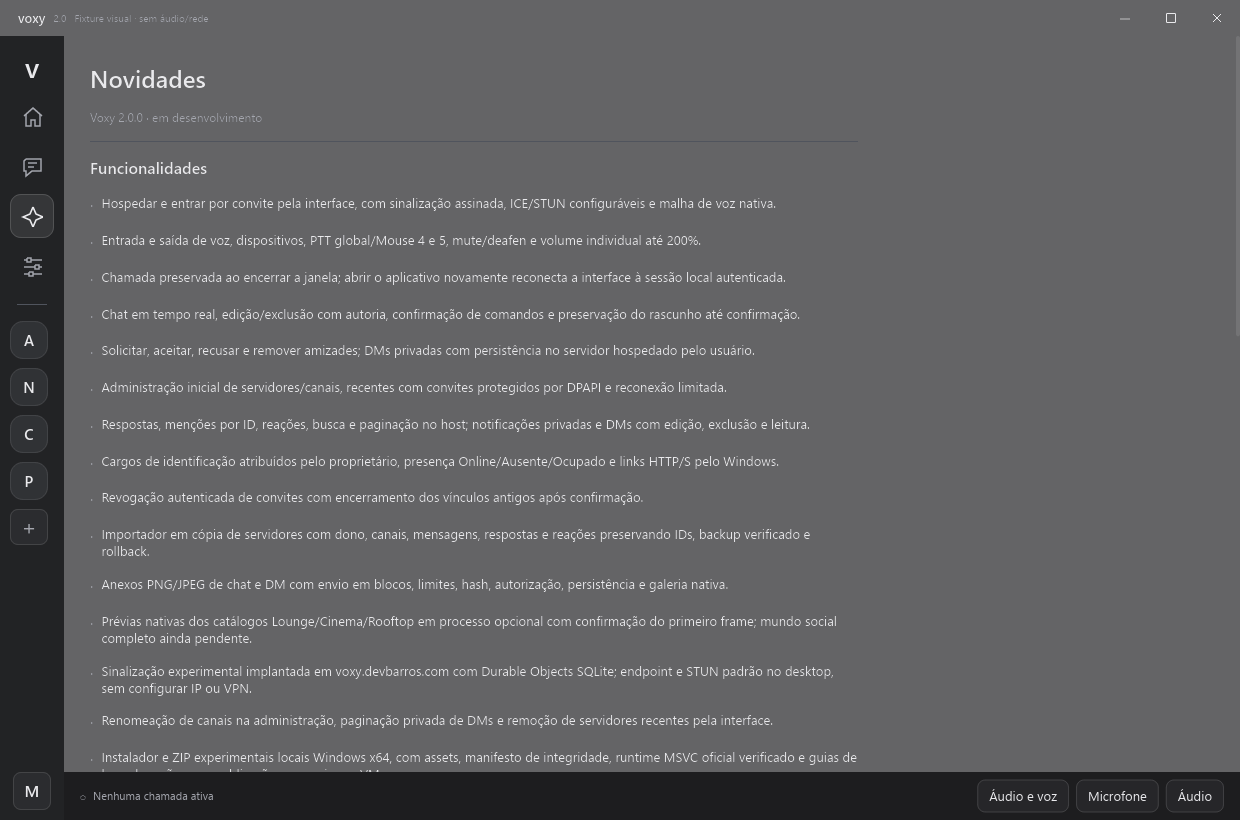 voxy 2.0 Fixture visual · sem áudio/rede
V
Novidades
Voxy 2.0.0 · em desenvolvimento
Funcionalidades
· Hospedar e entrar por convite pela interface, com sinalização assinada, ICE/STUN configuráveis e malha de voz nativa.
· Entrada e saída de voz, dispositivos, PTT global/Mouse 4 e 5, mute/deafen e volume individual até 200%.
· Chamada preservada ao encerrar a janela; abrir o aplicativo novamente reconecta a interface à sessão local autenticada.
· Chat em tempo real, edição/exclusão com autoria, confirmação de comandos e preservação do rascunho até confirmação.
· Solicitar, aceitar, recusar e remover amizades; DMs privadas com persistência no servidor hospedado pelo usuário.
· Administração inicial de servidores/canais, recentes com convites protegidos por DPAPI e reconexão limitada.
· Respostas, menções por ID, reações, busca e paginação no host; notificações privadas e DMs com edição, exclusão e leitura.
· Cargos de identificação atribuídos pelo proprietário, presença Online/Ausente/Ocupado e links HTTP/S pelo Windows.
· Revogação autenticada de convites com encerramento dos vínculos antigos após confirmação.
· Importador em cópia de servidores com dono, canais, mensagens, respostas e reações preservando IDs, backup verificado e
rollback.
· Anexos PNG/JPEG de chat e DM com envio em blocos, limites, hash, autorização, persistência e galeria nativa.
· Prévias nativas dos catálogos Lounge/Cinema/Rooftop em processo opcional com confirmação do primeiro frame; mundo social
completo ainda pendente.
· Sinalização experimental implantada em voxy.devbarros.com com Durable Objects SQLite; endpoint e STUN padrão no desktop,
sem configurar IP ou VPN.
· Renomeação de canais na administração, paginação privada de DMs e remoção de servidores recentes pela interface.
· Instalador e ZIP experimentais locais Windows x64, com assets, manifesto de integridade, runtime MSVC oficial verificado e guias de
A
N
C
P
+
M
Nenhuma chamada ativa
Áudio e voz
Microfone
Áudio